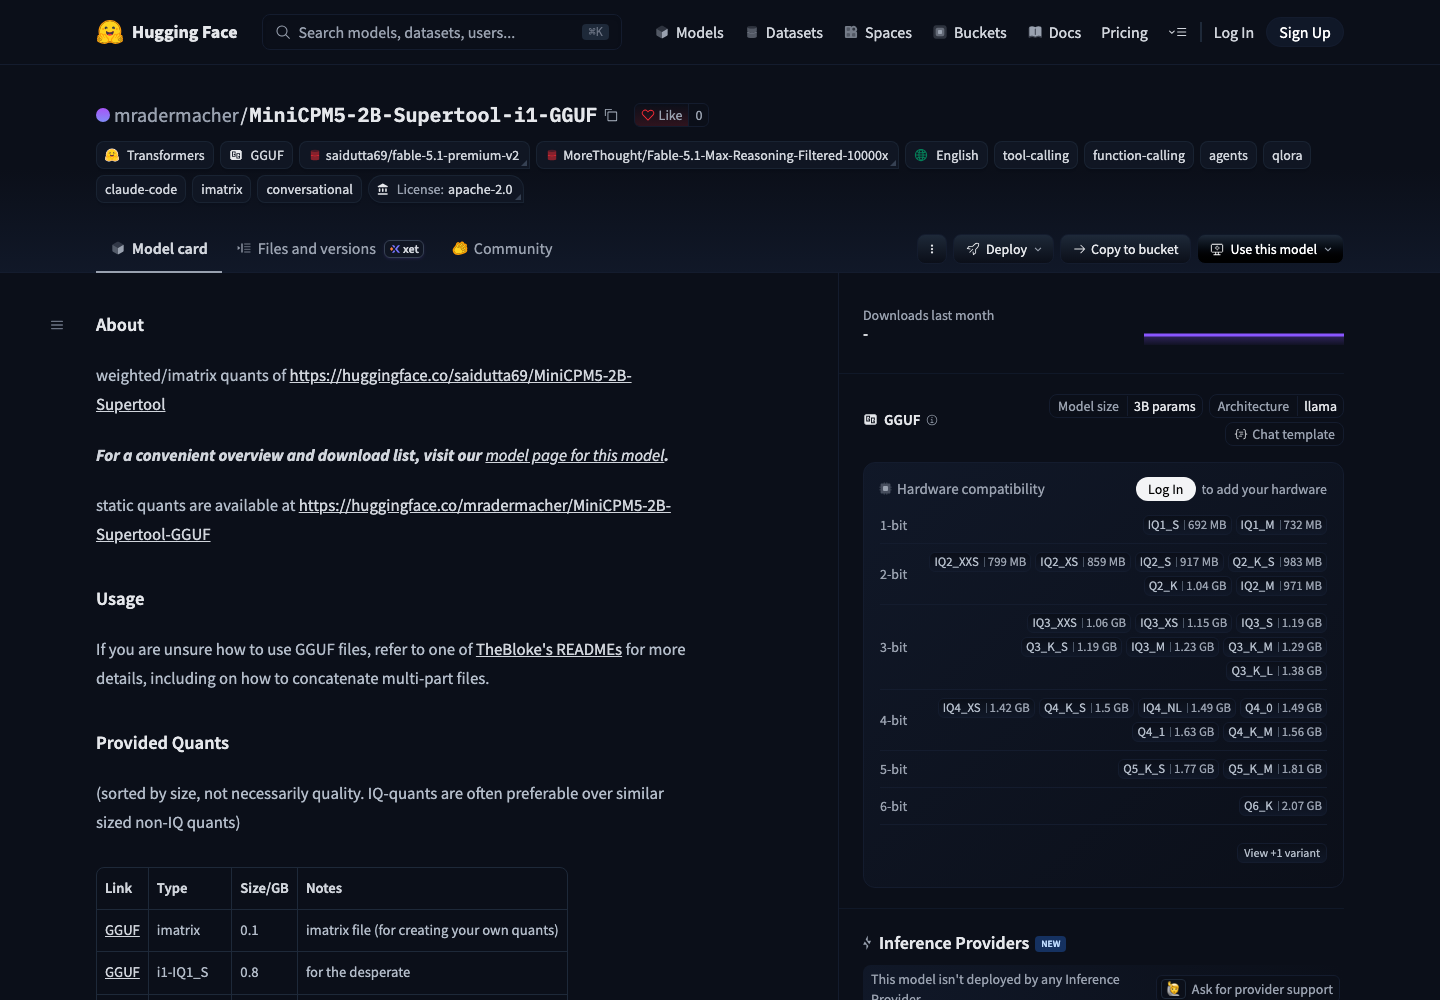 Hugging Face
Search models, datasets, users...
⌘K
Models
Datasets
Spaces
Buckets
Docs
Pricing
Log In
Sign Up
mradermacher/MiniCPM5-2B-Supertool-i1-GGUF
Like 0
Transformers
GGUF
saidutta69/fable-5.1-premium-v2
MoreThought/Fable-5.1-Max-Reasoning-Filtered-10000x
English
tool-calling
function-calling
agents
qlora
claude-code
imatrix
conversational
License: apache-2.0
Model card
Files and versions
xet
Community
Deploy
Copy to bucket
Use this model
About
weighted/imatrix quants of https://huggingface.co/saidutta69/MiniCPM5-2B-
Supertool
For a convenient overview and download list, visit our model page for this model.
static quants are available at https://huggingface.co/mradermacher/MiniCPM5-2B-
Supertool-GGUF
Usage
If you are unsure how to use GGUF files, refer to one of TheBloke's READMEs for more
details, including on how to concatenate multi-part files.
Provided Quants
(sorted by size, not necessarily quality. IQ-quants are often preferable over similar
sized non-IQ quants)
Link Type Size/GB Notes
GGUF imatrix 0.1 imatrix file (for creating your own quants)
GGUF i1-IQ1_S 0.8 for the desperate
Downloads last month
-
GGUF
Model size 3B params
Architecture llama
Chat template
Hardware compatibility
Log In to add your hardware
1-bit
IQ1_S 692 MB IQ1_M 732 MB
2-bit
IQ2_XXS 799 MB IQ2_XS 859 MB IQ2_S 917 MB Q2_K_S 983 MB
Q2_K 1.04 GB IQ2_M 971 MB
3-bit
IQ3_XXS 1.06 GB IQ3_XS 1.15 GB IQ3_S 1.19 GB
Q3_K_S 1.19 GB IQ3_M 1.23 GB Q3_K_M 1.29 GB
Q3_K_L 1.38 GB
4-bit
IQ4_XS 1.42 GB Q4_K_S 1.5 GB IQ4_NL 1.49 GB Q4_0 1.49 GB
Q4_1 1.63 GB Q4_K_M 1.56 GB
5-bit
Q5_K_S 1.77 GB Q5_K_M 1.81 GB
6-bit
Q6_K 2.07 GB
View +1 variant
Inference Providers NEW
This model isn't deployed by any Inference
Provider.
Ask for provider support